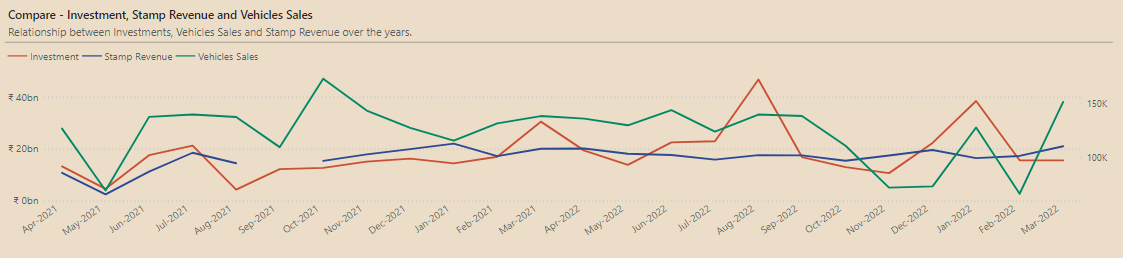 Compare - Investment, Stamp Revenue and Vehicles Sales
Relationship between Investments, Vehicles Sales and Stamp Revenue over the years.
Investment Stamp Revenue Vehicles Sales
₹ 40bn
₹ 20bn
₹ 0bn
150K
100K
Apr-2021
May-2021
Jun-2021
Jul-2021
Aug-2021
Sep-2021
Oct-2021
Nov-2021
Dec-2021
Jan-2021
Feb-2021
Mar-2021
Apr-2022
May-2022
Jun-2022
Jul-2022
Aug-2022
Sep-2022
Oct-2022
Nov-2022
Dec-2022
Jan-2022
Feb-2022
Mar-2022